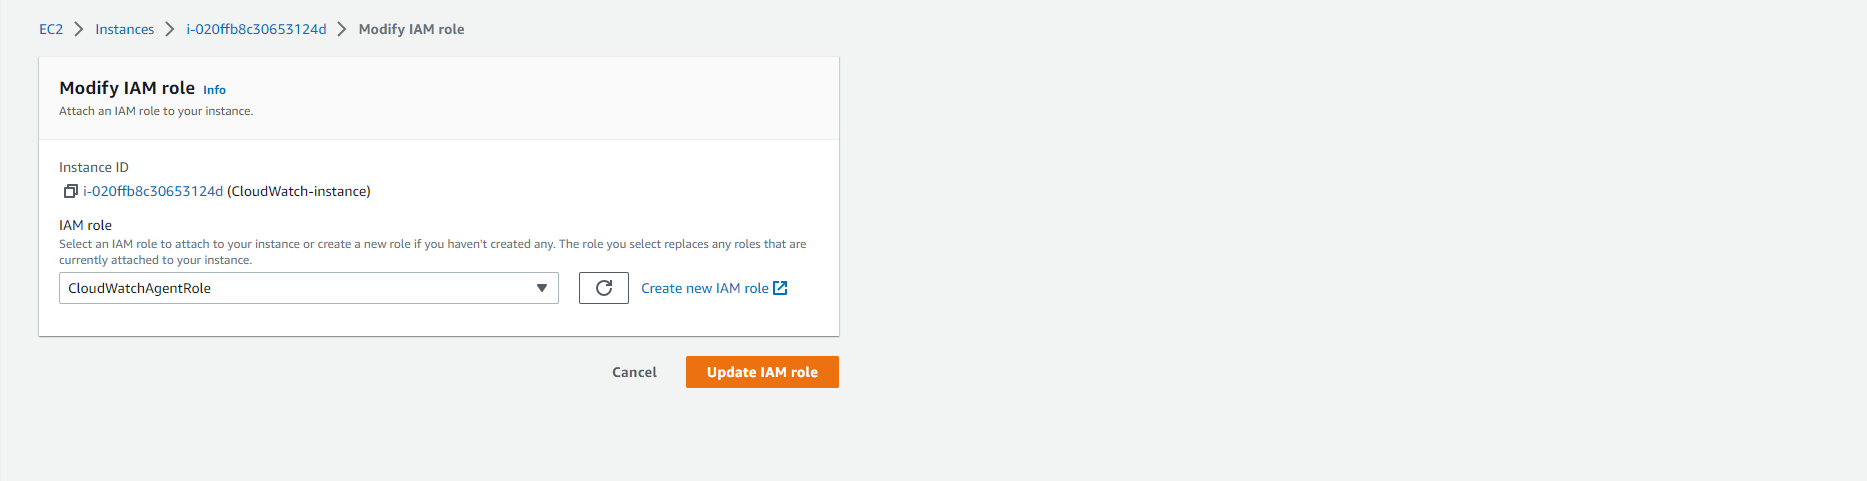 EC2 Instances i-020ffb8c30653124d Modify IAM role
Modify IAM role Info
Attach an IAM role to your instance.
Instance ID
i-020ffb8c30653124d (CloudWatch-instance)
IAM role
Select an IAM role to attach to your instance or create a new role if you haven't created any. The role you select replaces any roles that are
currently attached to your instance.
CloudWatchAgentRole Create new IAM role
Cancel Update IAM role